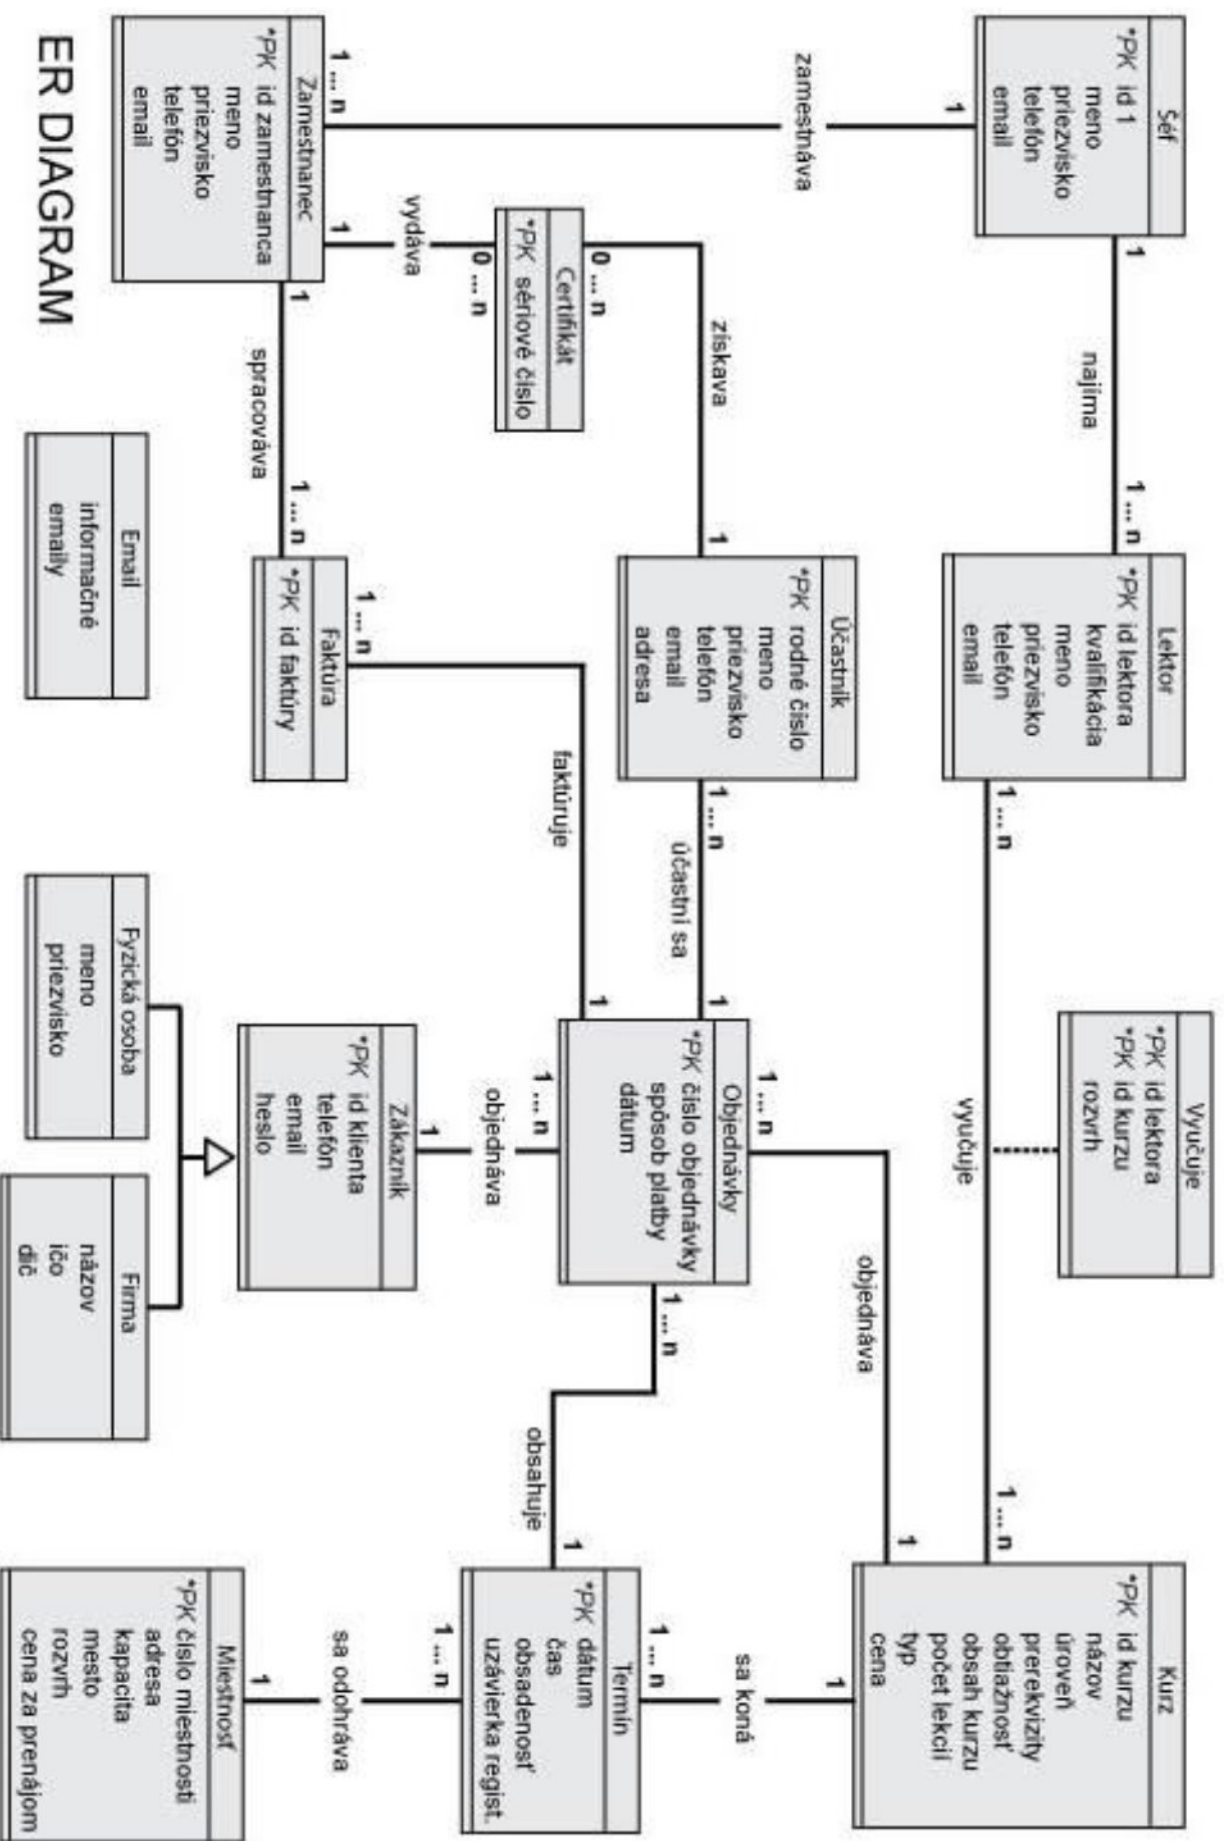 Šéf
*PK id 1
meno
priezvisko
telefón
email
1
najíma
1 ... n
Lektor
*PK id lektora
kvalifikácia
meno
priezvisko
telefón
email
1 ... n
vyučuje
1 ... n
Vyučuje
*PK id lektora
*PK id kurzu
rozvrh
Kurz
*PK id kurzu
názov
úroveň
prerekvizity
obtiažnosť
obsah kurzu
počet lekcií
typ
cena
1
zamestnáva
1 ... n
získava
0 ... n
1
Certifikát
*PK sériové číslo
0 ... n
vydáva
1
Účastník
*PK rodné číslo
meno
priezvisko
telefón
email
adresa
1 ... n
účastní sa
1
Objednávky
*PK číslo objednávky
spôsob platby
dátum
1 ... n
objednáva
1
1
sa koná
1 ... n
Termín
*PK dátum
čas
obsadenosť
uzávierka regist.
1 ... n
obsahuje
1
Zamestnanec
*PK id zamestnanca
meno
priezvisko
telefón
email
1
spracováva
1 ... n
Faktúra
*PK id faktúry
1 ... n
faktúruje
1
1 ... n
objednáva
1
Zákazník
*PK id klienta
telefón
email
heslo
1 ... n
sa odohráva
1
Miestnosť
*PK číslo miestnosti
adresa
kapacita
mesto
rozvrh
cena za prenájom
ER DIAGRAM
Email
informačné
emaily
Fyzická osoba
meno
priezvisko
Firma
názov
ičo
dič